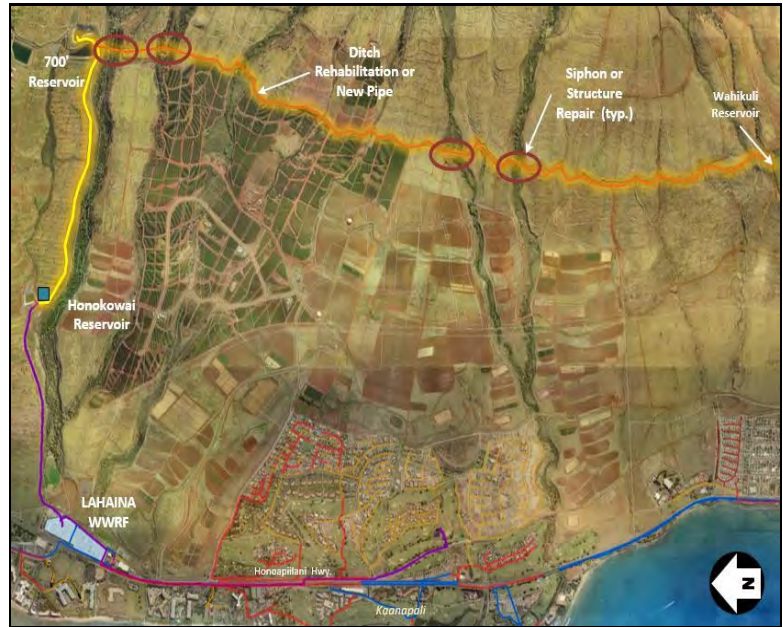 700'
Reservoir
Ditch
Rehabilitation or
New Pipe
Siphon or
Structure
Repair (typ.)
Wahikuli
Reservoir
Honokowai
Reservoir
LAHAINA
WWRF
Honoapiilani Hwy.
Kaanapali
N